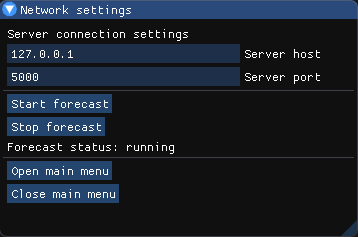 Network settings
Server connection settings
127.0.0.1 Server host
5000 Server port
Start forecast
Stop forecast
Forecast status: running
Open main menu
Close main menu